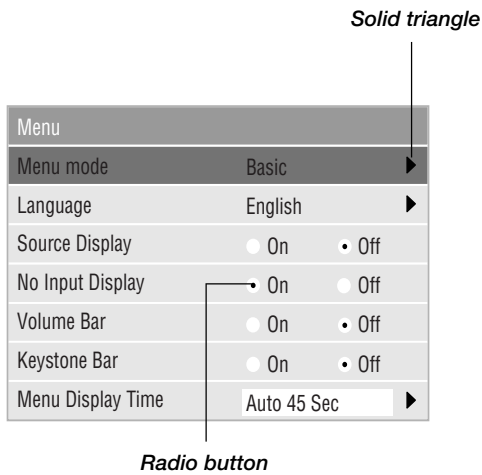 Solid triangle
Menu
Menu mode Basic
Language English
Source Display On Off
No Input Display On Off
Volume Bar On Off
Keystone Bar On Off
Menu Display Time Auto 45 Sec
Radio button